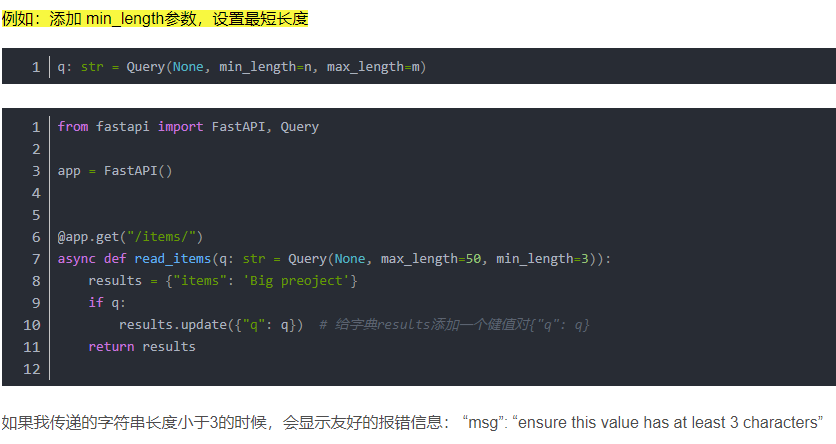 例如：添加 min_length参数，设置最短长度
1 q: str = Query(None, min_length=n, max_length=m)
1 from fastapi import FastAPI, Query
2
3 app = FastAPI()
4
5
6 @app.get("/items/")
7 async def read_items(q: str = Query(None, max_length=50, min_length=3)):
8     results = {"items": 'Big preoject'}
9     if q:
10         results.update({"q": q})  # 给字典results添加一个健值对{"q": q}
11     return results
12
如果我传递的字符串长度小于3的时候，会显示友好的报错信息： “msg”: “ensure this value has at least 3 characters”